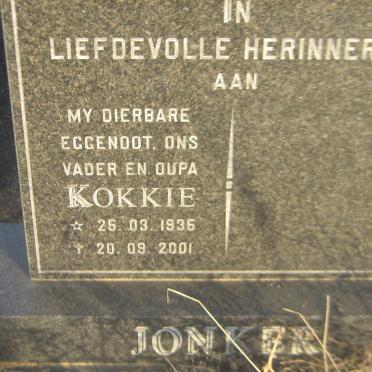 IN
LIEFDEVOLLE HERINNER
AAN
MY DIERBARE
EGGENOOT, ONS
VADER EN OUPA
KOKKIE
☆ 25. 03. 1935
† 20. 09. 2001
JONKER